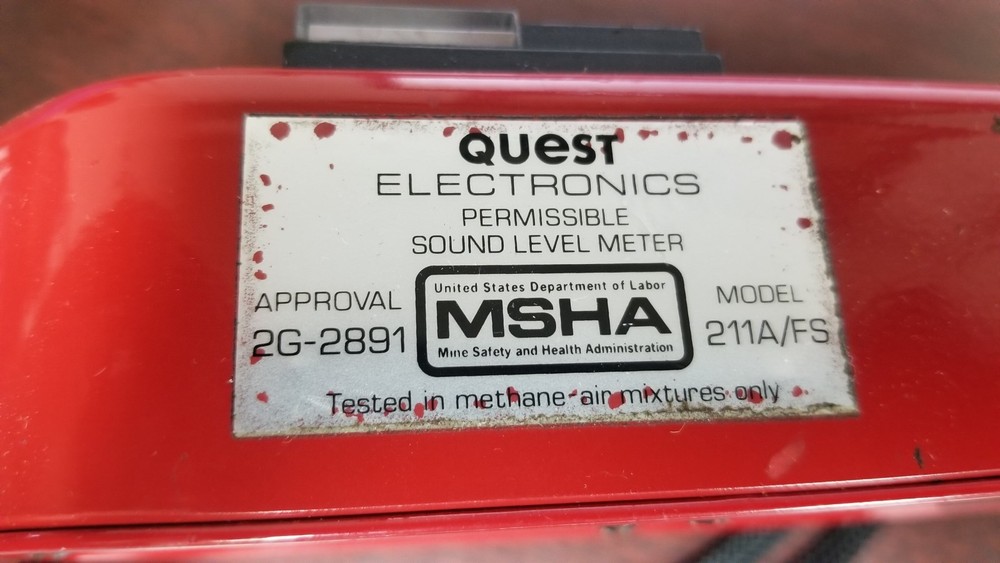 QUEST
ELECTRONICS
PERMISSIBLE
SOUND LEVEL METER
APPROVAL
2G-2891
United States Department of Labor
MSHA
Mine Safety and Health Administration
MODEL
211A/FS
Tested in methane-air mixtures only